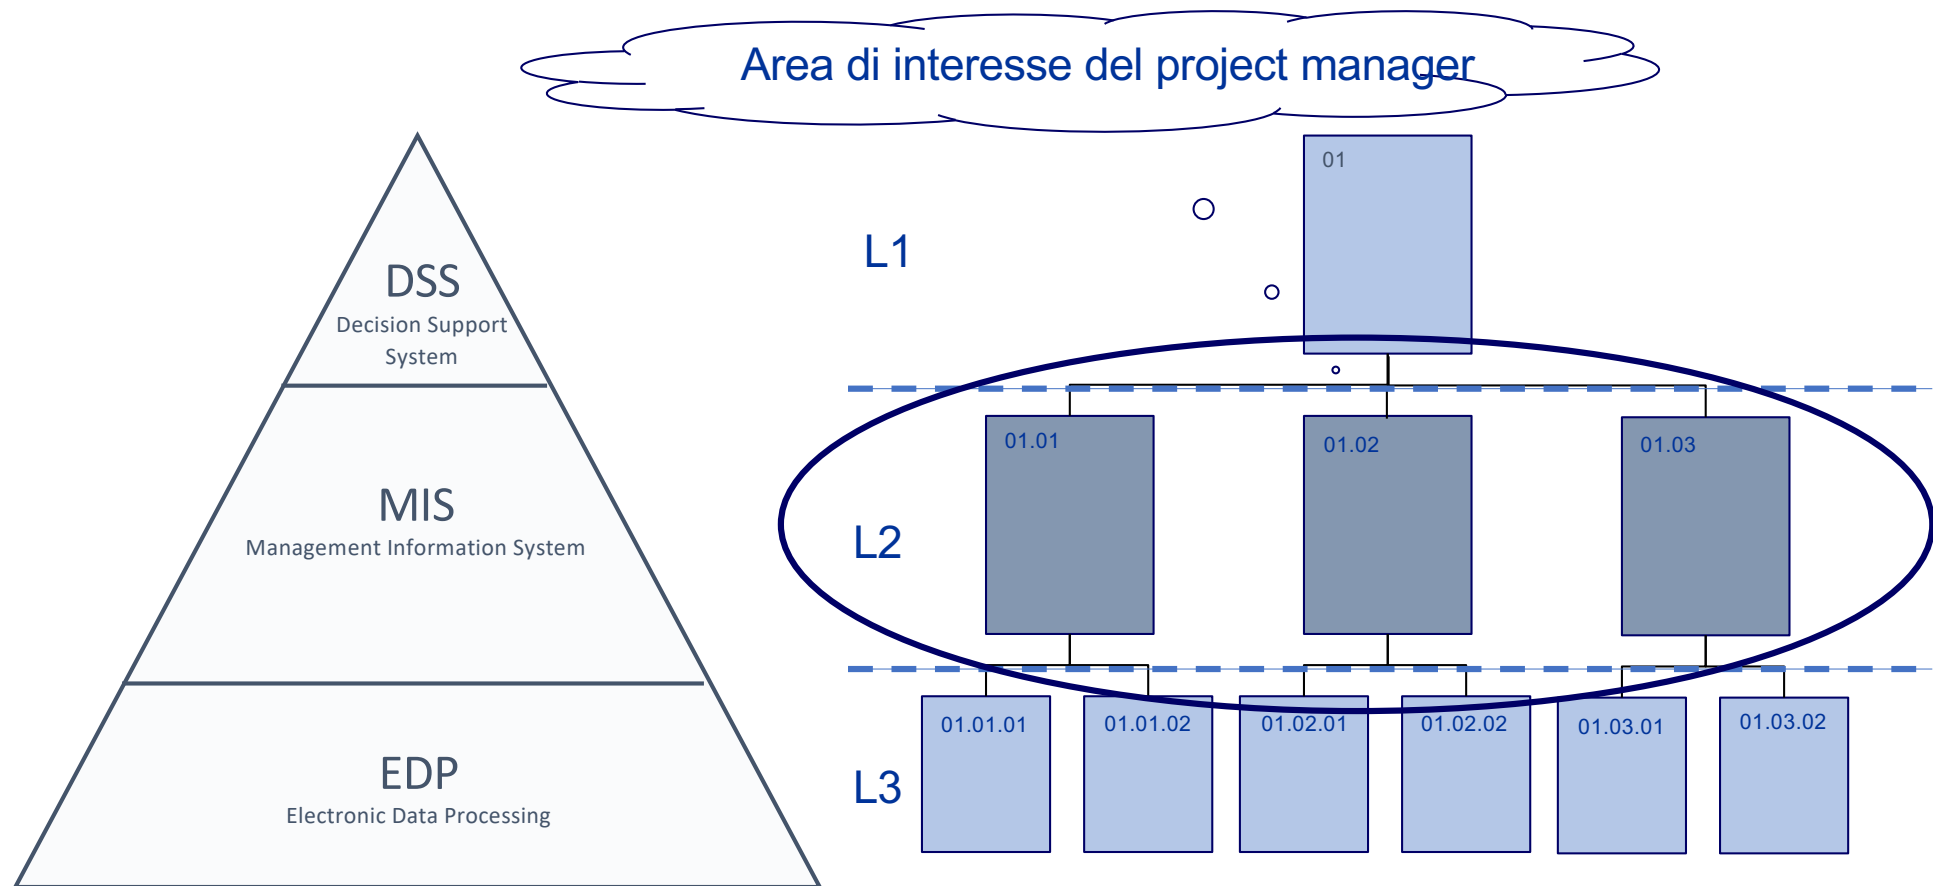 Area di interesse del project manager
DSS
Decision Support
System
MIS
Management Information System
EDP
Electronic Data Processing
L1
01
L2
01.01
01.02
01.03
L3
01.01.01
01.01.02
01.02.01
01.02.02
01.03.01
01.03.02